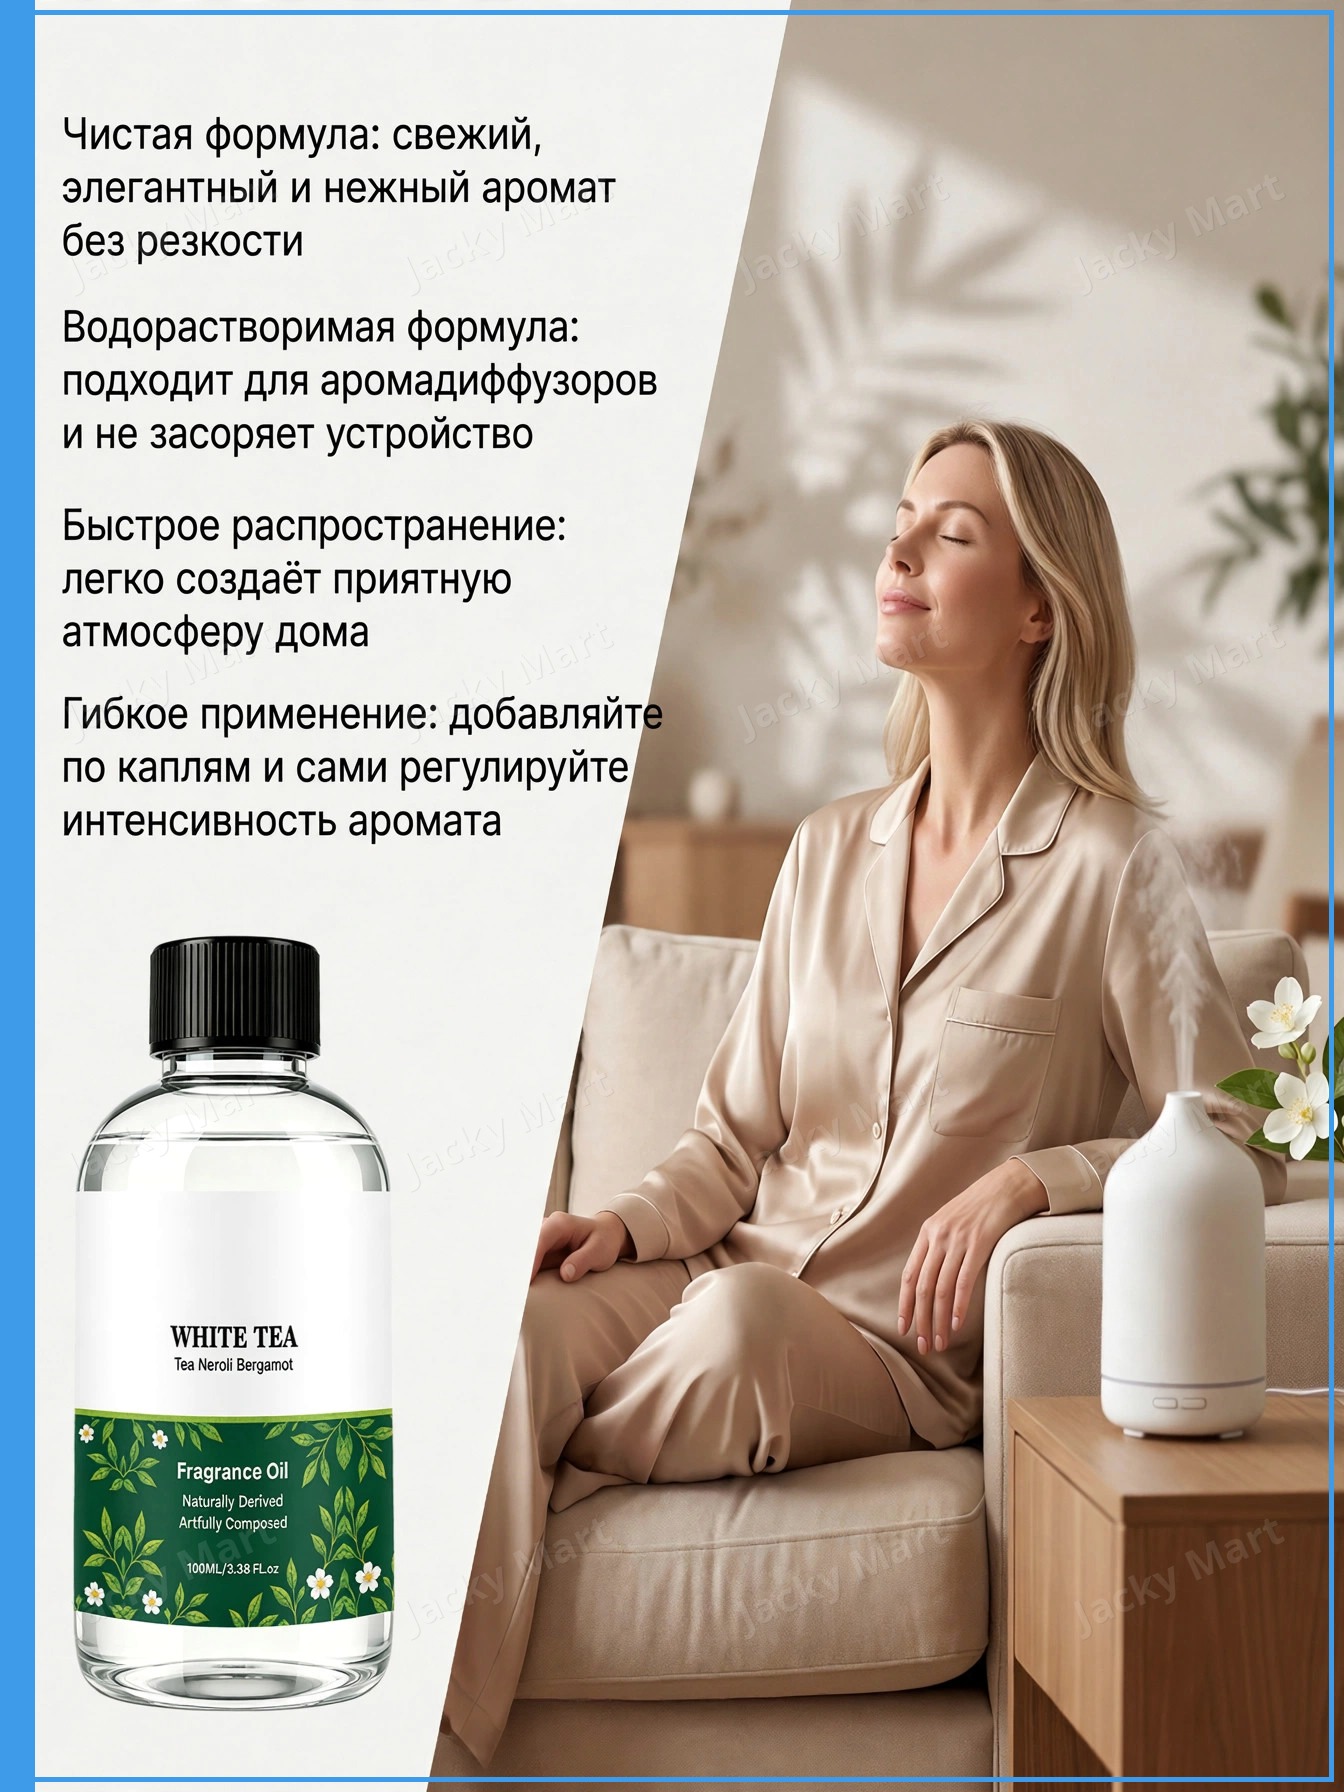 Чистая формула: свежий,
элегантный и нежный аромат
без резкости
Водорастворимая формула:
подходит для аромадиффузоров
и не засоряет устройство
Быстрое распространение:
легко создаёт приятную
атмосферу дома
Гибкое применение: добавляйте
по каплям и сами регулируйте
интенсивность аромата
WHITE TEA
Tea Neroli Bergamot
Fragrance Oil
Naturally Derived
Artfully Composed
100ML/3.38 FL.oz
Jacky Mart